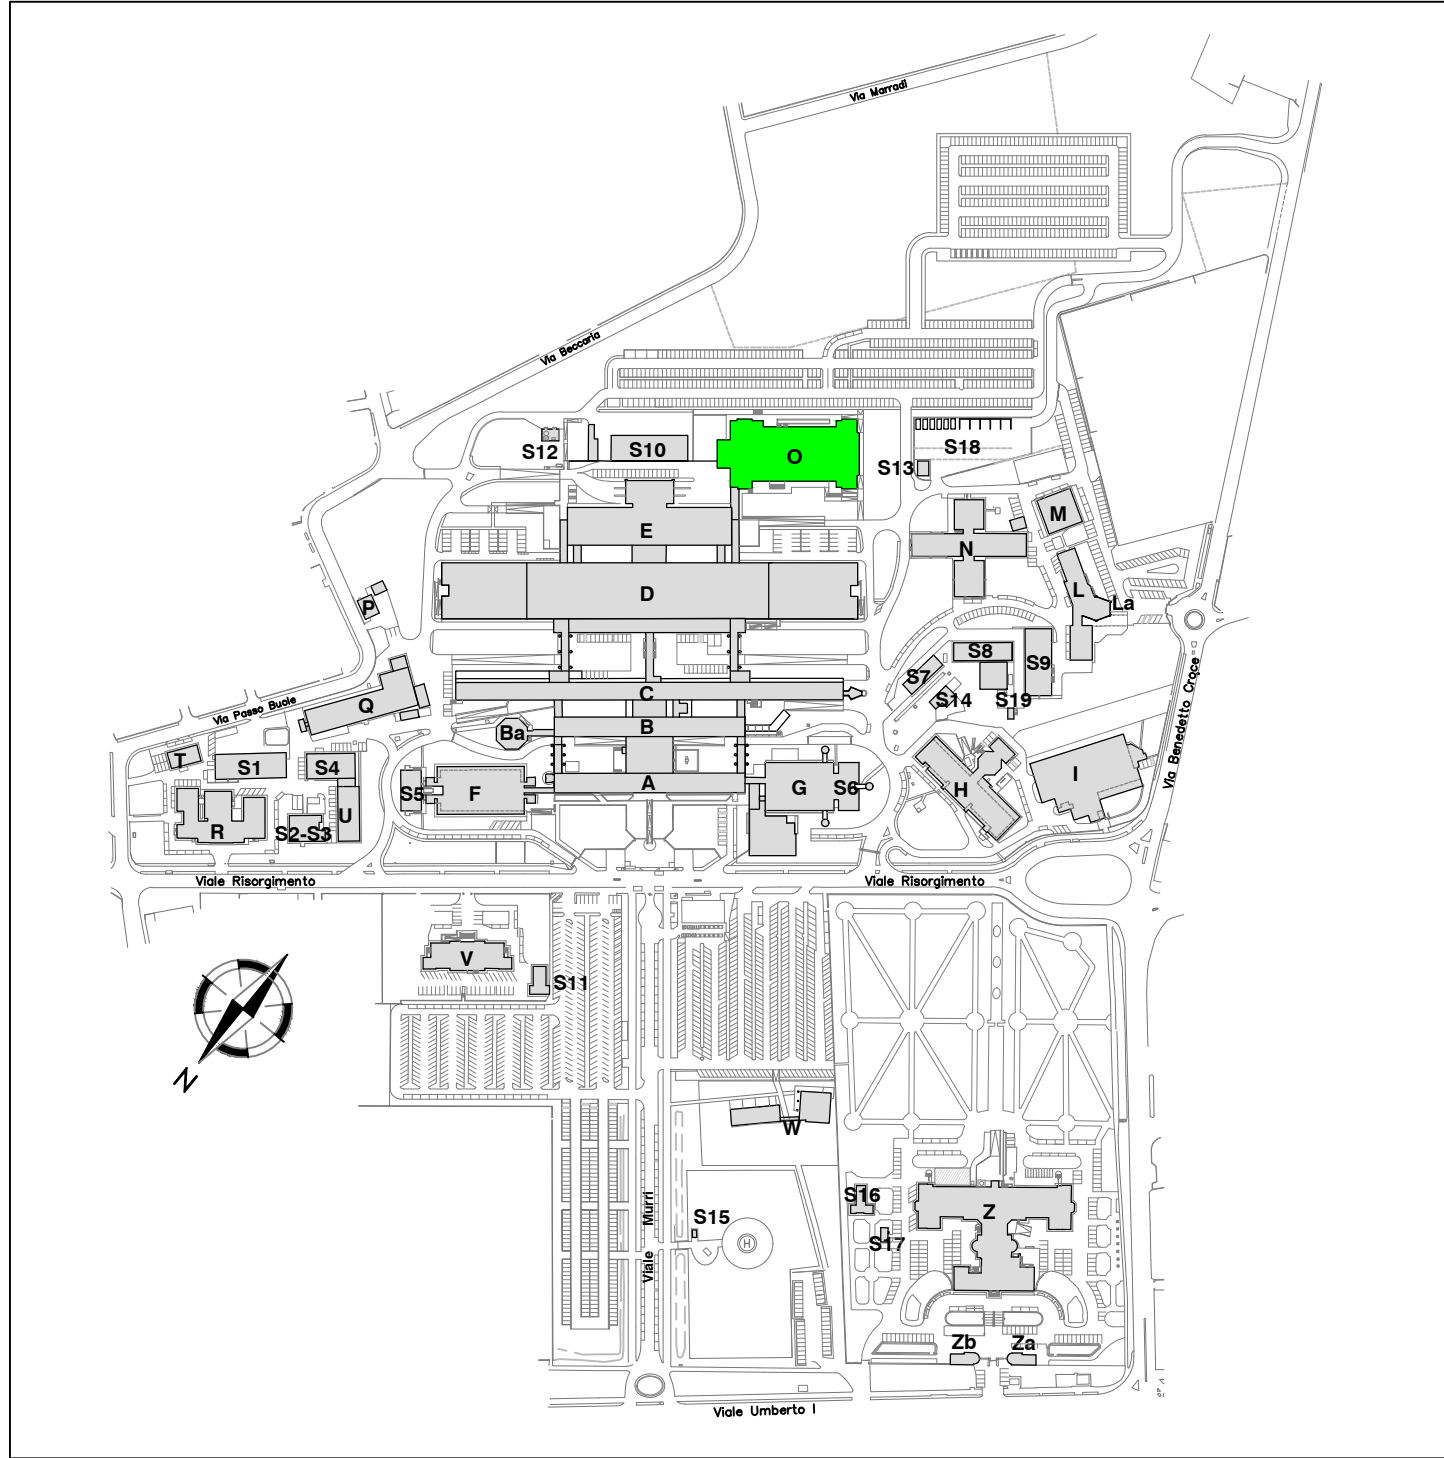 Via Marradi
Via Beccaria
S12
S10
O
S13
S18
M
E
N
D
P
L
La
S8
S9
S7
C
S14
S19
Q
Via Passo Buole
B
Ba
Via Benedetto Croce
T
S1
S4
A
S5
F
G
S6
H
I
U
R
S2-S3
Viale Risorgimento
Viale Risorgimento
V
S11
N
W
S16
Z
S15
S17
H
Viale Murri
Zb
Za
Viale Umberto I